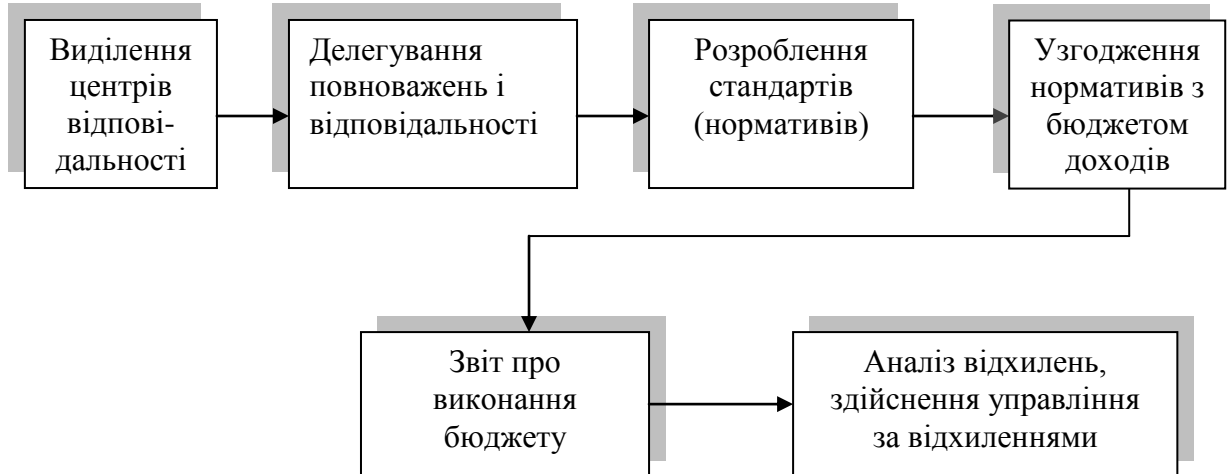 Виділення
центрів
відпові-
дальності
Делегування
повноважень і
відповідальності
Розроблення
стандартів
(нормативів)
Узгодження
нормативів з
бюджетом
доходів
Звіт про
виконання
бюджету
Аналіз відхилень,
здійснення управління
за відхиленнями